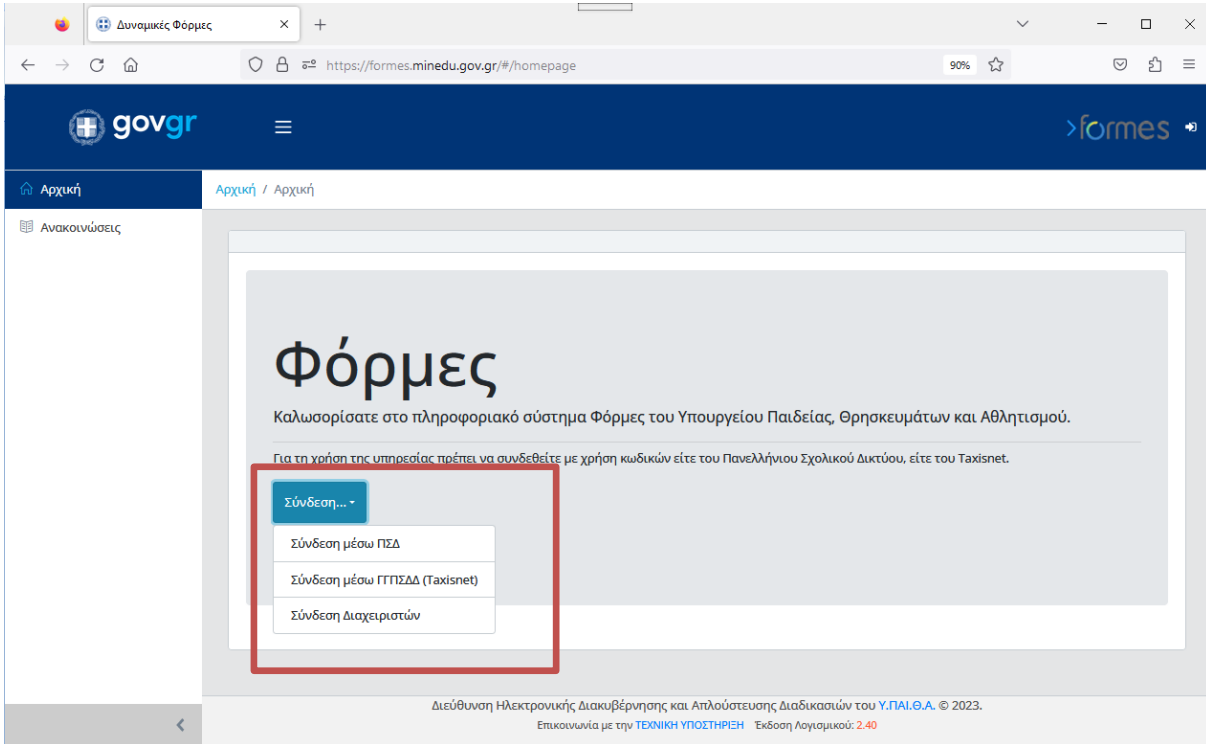 Δυναμικές Φόρμες
https://formes.minedu.gov.gr/#/homepage
90%
govgr
formes
Αρχική
Αρχική / Αρχική
Ανακοινώσεις
Φόρμες
Καλωσορίσατε στο πληροφοριακό σύστημα Φόρμες του Υπουργείου Παιδείας, Θρησκευμάτων και Αθλητισμού.
Για τη χρήση της υπηρεσίας πρέπει να συνδεθείτε με χρήση κωδικών είτε του Πανελλήνιου Σχολικού Δικτύου, είτε του Taxisnet.
Σύνδεση...
Σύνδεση μέσω ΠΣΔ
Σύνδεση μέσω ΓΓΠΣΔΔ (Taxisnet)
Σύνδεση Διαχειριστών
Διεύθυνση Ηλεκτρονικής Διακυβέρνησης και Απλούστευσης Διαδικασιών του Υ.ΠΑΙ.Θ.Α. © 2023.
Επικοινωνία με την ΤΕΧΝΙΚΗ ΥΠΟΣΤΗΡΙΞΗ Έκδοση Λογισμικού: 2.40